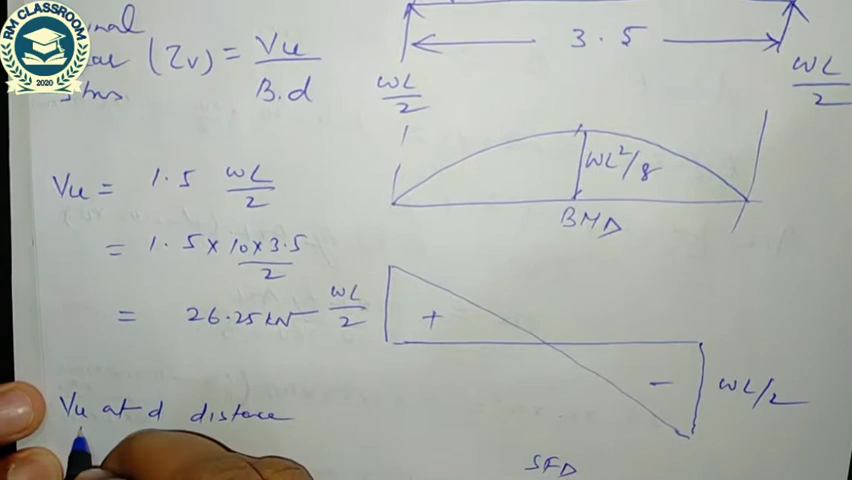 RM CLASSROOM
2020
(τv) = Vu / B.d
3.5
wL/2
wL/2
wL²/8
BMD
Vu = 1.5 wL/2
= 1.5 x 10 x 3.5 / 2
= 26.25 kN
wL/2
+
-
wL/2
Vu at d distance
SFD